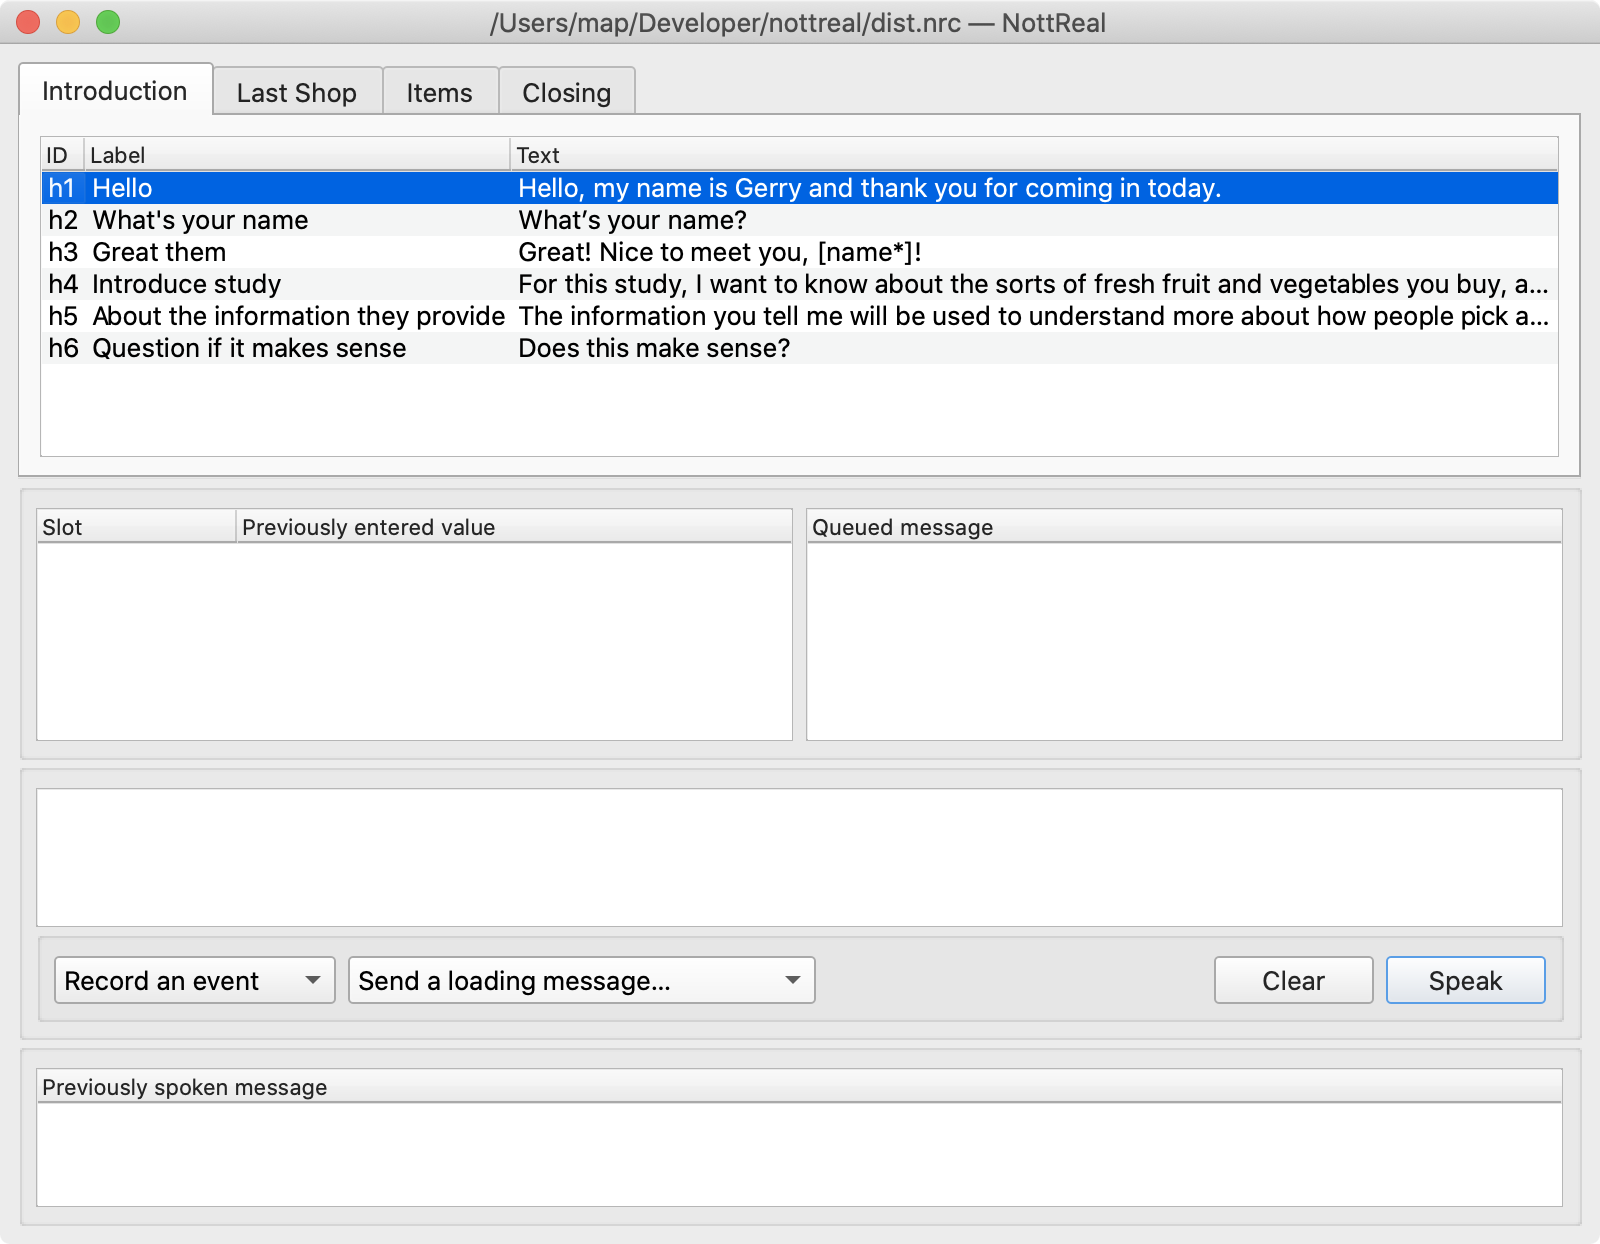 /Users/map/Developer/nottreal/dist.nrc — NottReal
Introduction Last Shop Items Closing
ID Label Text
h1 Hello Hello, my name is Gerry and thank you for coming in today.
h2 What's your name What’s your name?
h3 Great them Great! Nice to meet you, [name*]!
h4 Introduce study For this study, I want to know about the sorts of fresh fruit and vegetables you buy, a...
h5 About the information they provide The information you tell me will be used to understand more about how people pick a...
h6 Question if it makes sense Does this make sense?
Slot Previously entered value Queued message
Record an event Send a loading message... Clear Speak
Previously spoken message